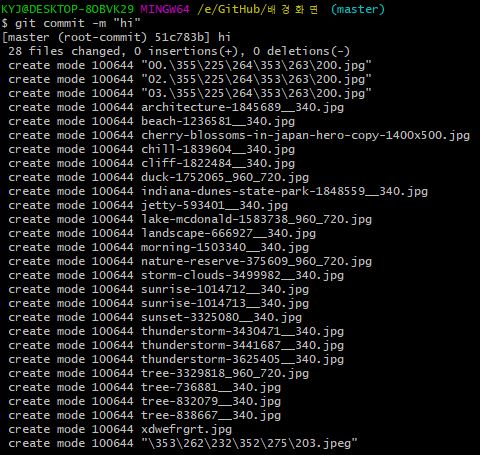 KYJ@DESKTOP-8OBVK29 MINGW64 /e/GitHub/배경화면 (master)
$ git commit -m "hi"
[master (root-commit) 51c783b] hi
 28 files changed, 0 insertions(+), 0 deletions(-)
 create mode 100644 "00.\355\225\264\353\263\200.jpg"
 create mode 100644 "02.\355\225\264\353\263\200.jpg"
 create mode 100644 "03.\355\225\264\353\263\200.jpg"
 create mode 100644 architecture-1845689__340.jpg
 create mode 100644 beach-1236581__340.jpg
 create mode 100644 cherry-blossoms-in-japan-hero-copy-1400x500.jpg
 create mode 100644 chill-1839604__340.jpg
 create mode 100644 cliff-1822484__340.jpg
 create mode 100644 duck-1752065_960_720.jpg
 create mode 100644 indiana-dunes-state-park-1848559__340.jpg
 create mode 100644 jetty-593401__340.jpg
 create mode 100644 lake-mcdonald-1583738_960_720.jpg
 create mode 100644 landscape-666927__340.jpg
 create mode 100644 morning-1503340__340.jpg
 create mode 100644 nature-reserve-375609_960_720.jpg
 create mode 100644 storm-clouds-3499982__340.jpg
 create mode 100644 sunrise-1014712__340.jpg
 create mode 100644 sunrise-1014713__340.jpg
 create mode 100644 sunset-3325080__340.jpg
 create mode 100644 thunderstorm-3430471__340.jpg
 create mode 100644 thunderstorm-3441687__340.jpg
 create mode 100644 thunderstorm-3625405__340.jpg
 create mode 100644 tree-3329818_960_720.jpg
 create mode 100644 tree-736881__340.jpg
 create mode 100644 tree-832079__340.jpg
 create mode 100644 tree-838667__340.jpg
 create mode 100644 xdwefrgrt.jpg
 create mode 100644 "\353\262\232\352\275\203.jpeg"